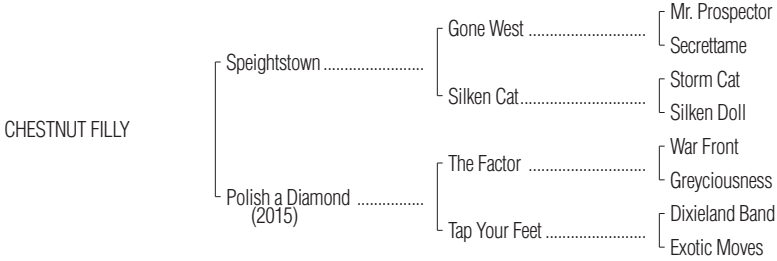 Mr. Prospector
Gone West ..............................
Secrettame
Speightstown ........................
Storm Cat
Silken Cat................................
Silken Doll
CHESTNUT FILLY
War Front
The Factor ..............................
Greyciousness
Polish a Diamond ................
(2015)
Dixieland Band
Tap Your Feet ..........................
Exotic Moves